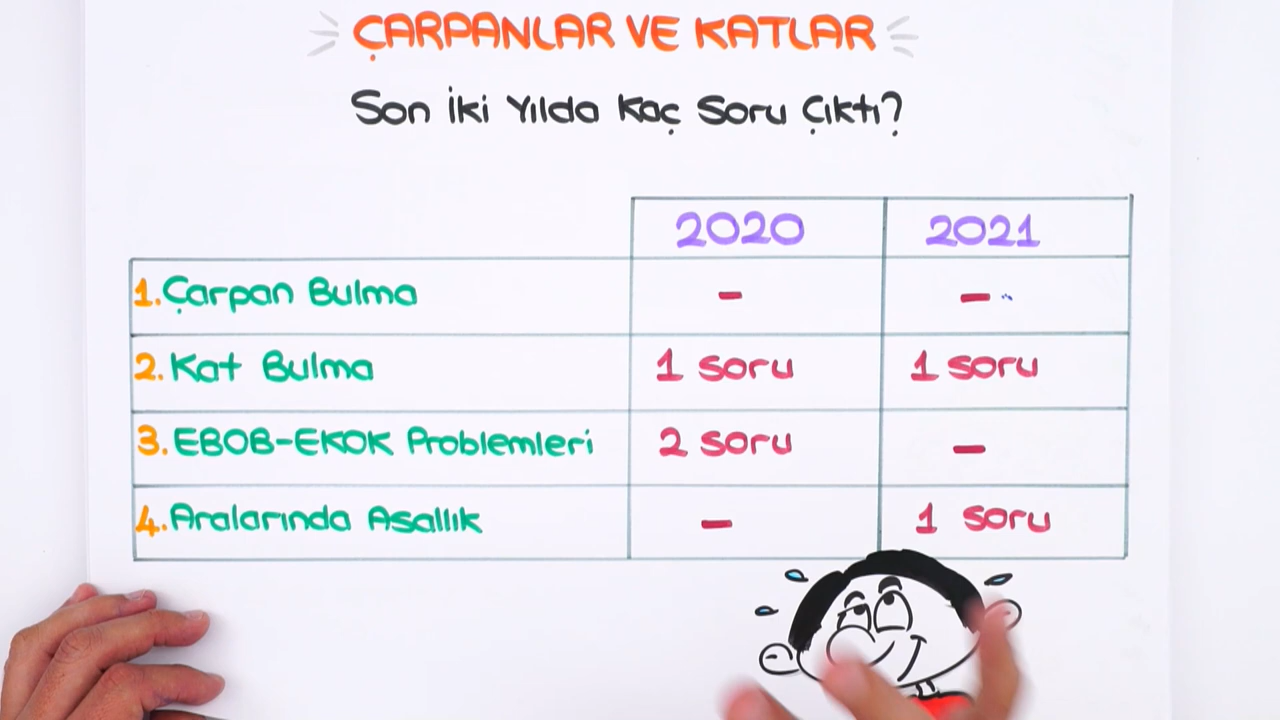 ÇARPANLAR VE KATLAR
Son İki Yılda Kaç Soru Çıktı?
2020 2021
1. Çarpan Bulma - -
2. Kat Bulma 1 soru 1 soru
3. EBOB-EKOK Problemleri 2 soru -
4. Aralarında Asallık - 1 soru